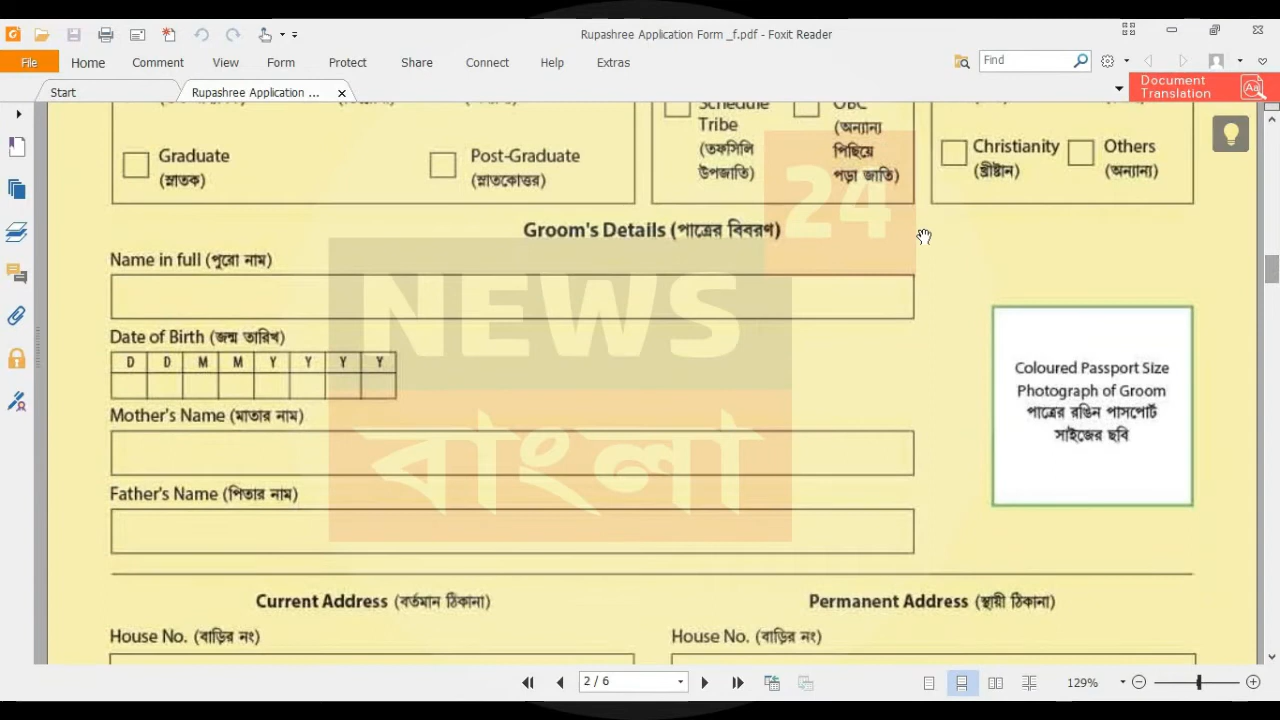 Rupashree Application Form _f.pdf - Foxit Reader
File Home Comment View Form Protect Share Connect Help Extras
Find
Start
Rupashree Application ...
Document
Translation
Schedule
Tribe
(তফসিলি
উপজাতি)
OBC
(অন্যান্য
পিছিয়ে
পড়া জাতি)
Graduate
(স্নাতক)
Post-Graduate
(স্নাতকোত্তর)
Christianity
(খ্রীষ্টান)
Others
(অন্যান্য)
24
NEWS
বাংলা
Groom's Details (পাত্রের বিবরণ)
Name in full (পুরো নাম)
Date of Birth (জন্ম তারিখ)
D D M M Y Y Y Y
Mother's Name (মাতার নাম)
Father's Name (পিতার নাম)
Coloured Passport Size
Photograph of Groom
পাত্রের রঙিন পাসপোর্ট
সাইজের ছবি
Current Address (বর্তমান ঠিকানা)
Permanent Address (স্থায়ী ঠিকানা)
House No. (বাড়ির নং)
House No. (বাড়ির নং)
2 / 6
129%